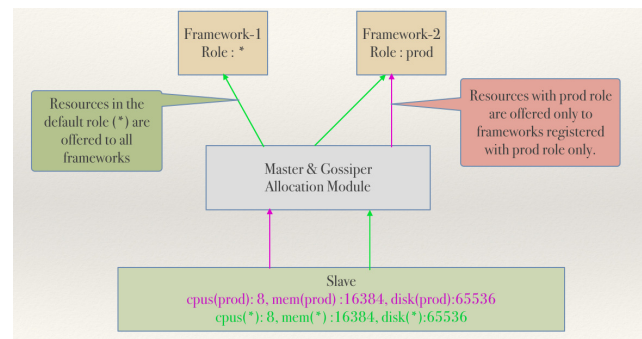 Framework-1
Role : *
Framework-2
Role : prod
Resources in the
default role (*) are
offered to all
frameworks
Resources with prod role
are offered only to
frameworks registered
with prod role only.
Master & Gossiper
Allocation Module
Slave
cpus(prod): 8, mem(prod) :16384, disk(prod):65536
cpus(*): 8, mem(*) :16384, disk(*):65536